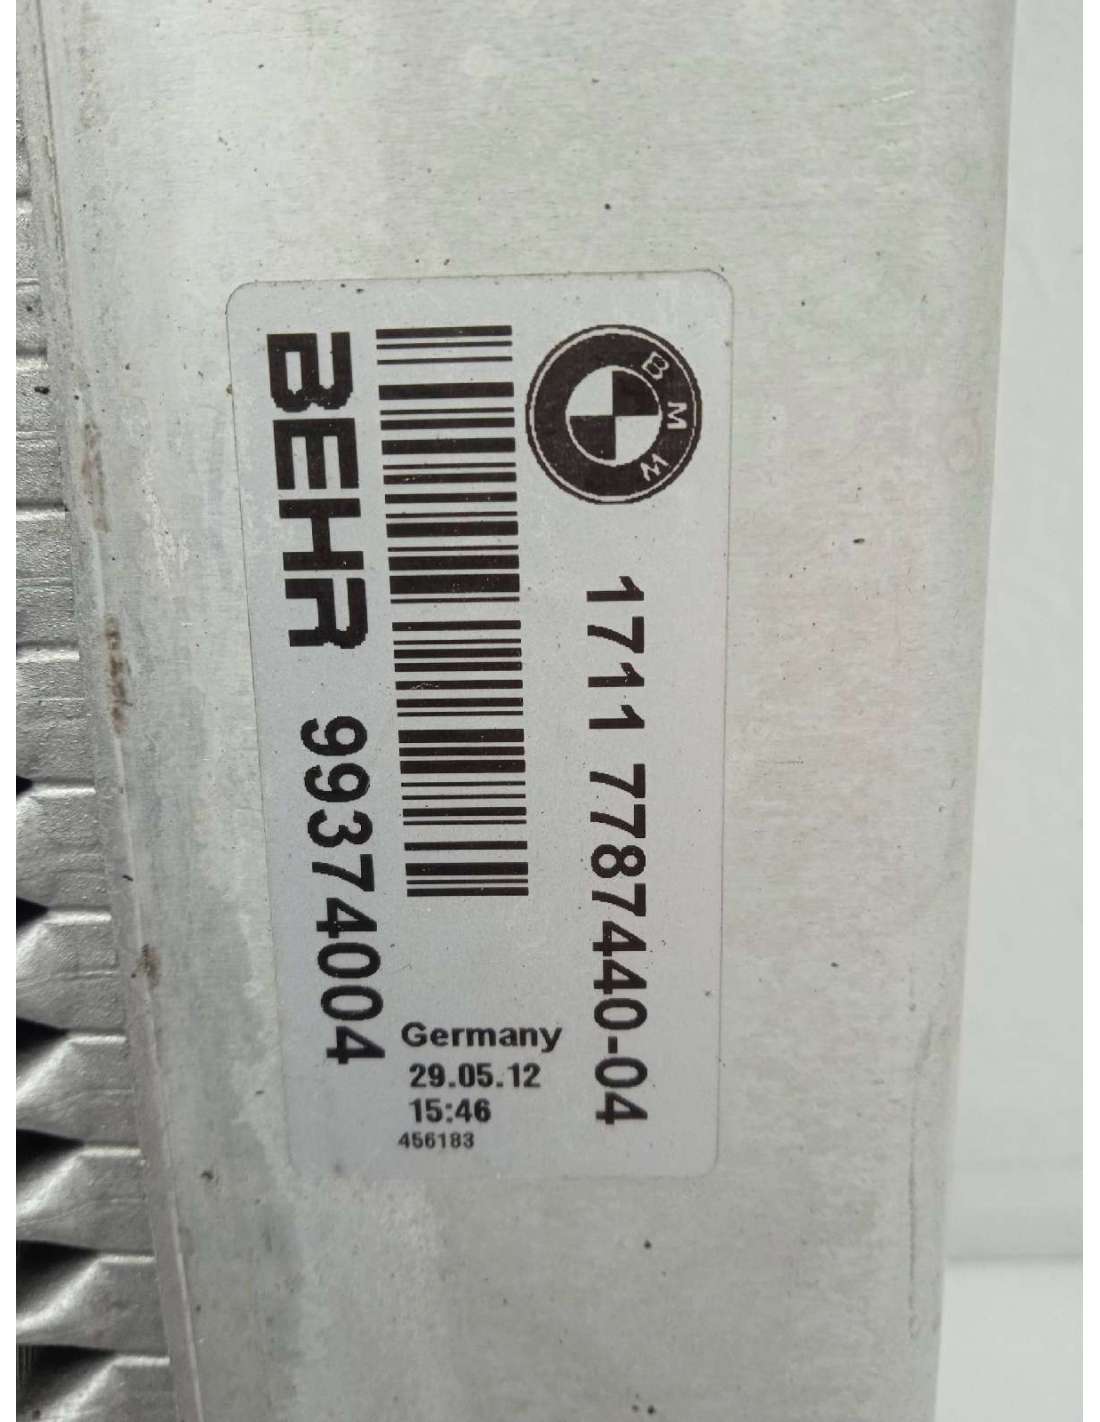 BMW
1711 7787440-04
BEHR 99374004
Germany
29.05.12
15:46
456183